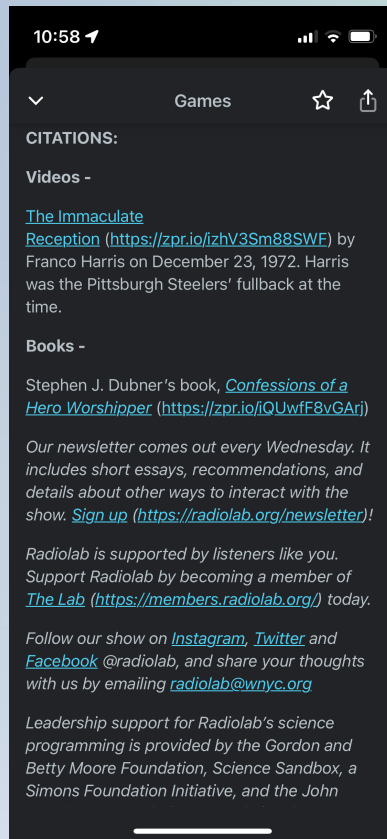 10:58
Games
CITATIONS:
Videos -
The Immaculate
Reception (https://zpr.io/izhV3Sm88SWF) by
Franco Harris on December 23, 1972. Harris
was the Pittsburgh Steelers’ fullback at the
time.
Books -
Stephen J. Dubner’s book, Confessions of a
Hero Worshipper (https://zpr.io/iQUwfF8vGArj)
Our newsletter comes out every Wednesday. It
includes short essays, recommendations, and
details about other ways to interact with the
show. Sign up (https://radiolab.org/newsletter)!
Radiolab is supported by listeners like you.
Support Radiolab by becoming a member of
The Lab (https://members.radiolab.org/) today.
Follow our show on Instagram, Twitter and
Facebook @radiolab, and share your thoughts
with us by emailing radiolab@wnyc.org
Leadership support for Radiolab’s science
programming is provided by the Gordon and
Betty Moore Foundation, Science Sandbox, a
Simons Foundation Initiative, and the John